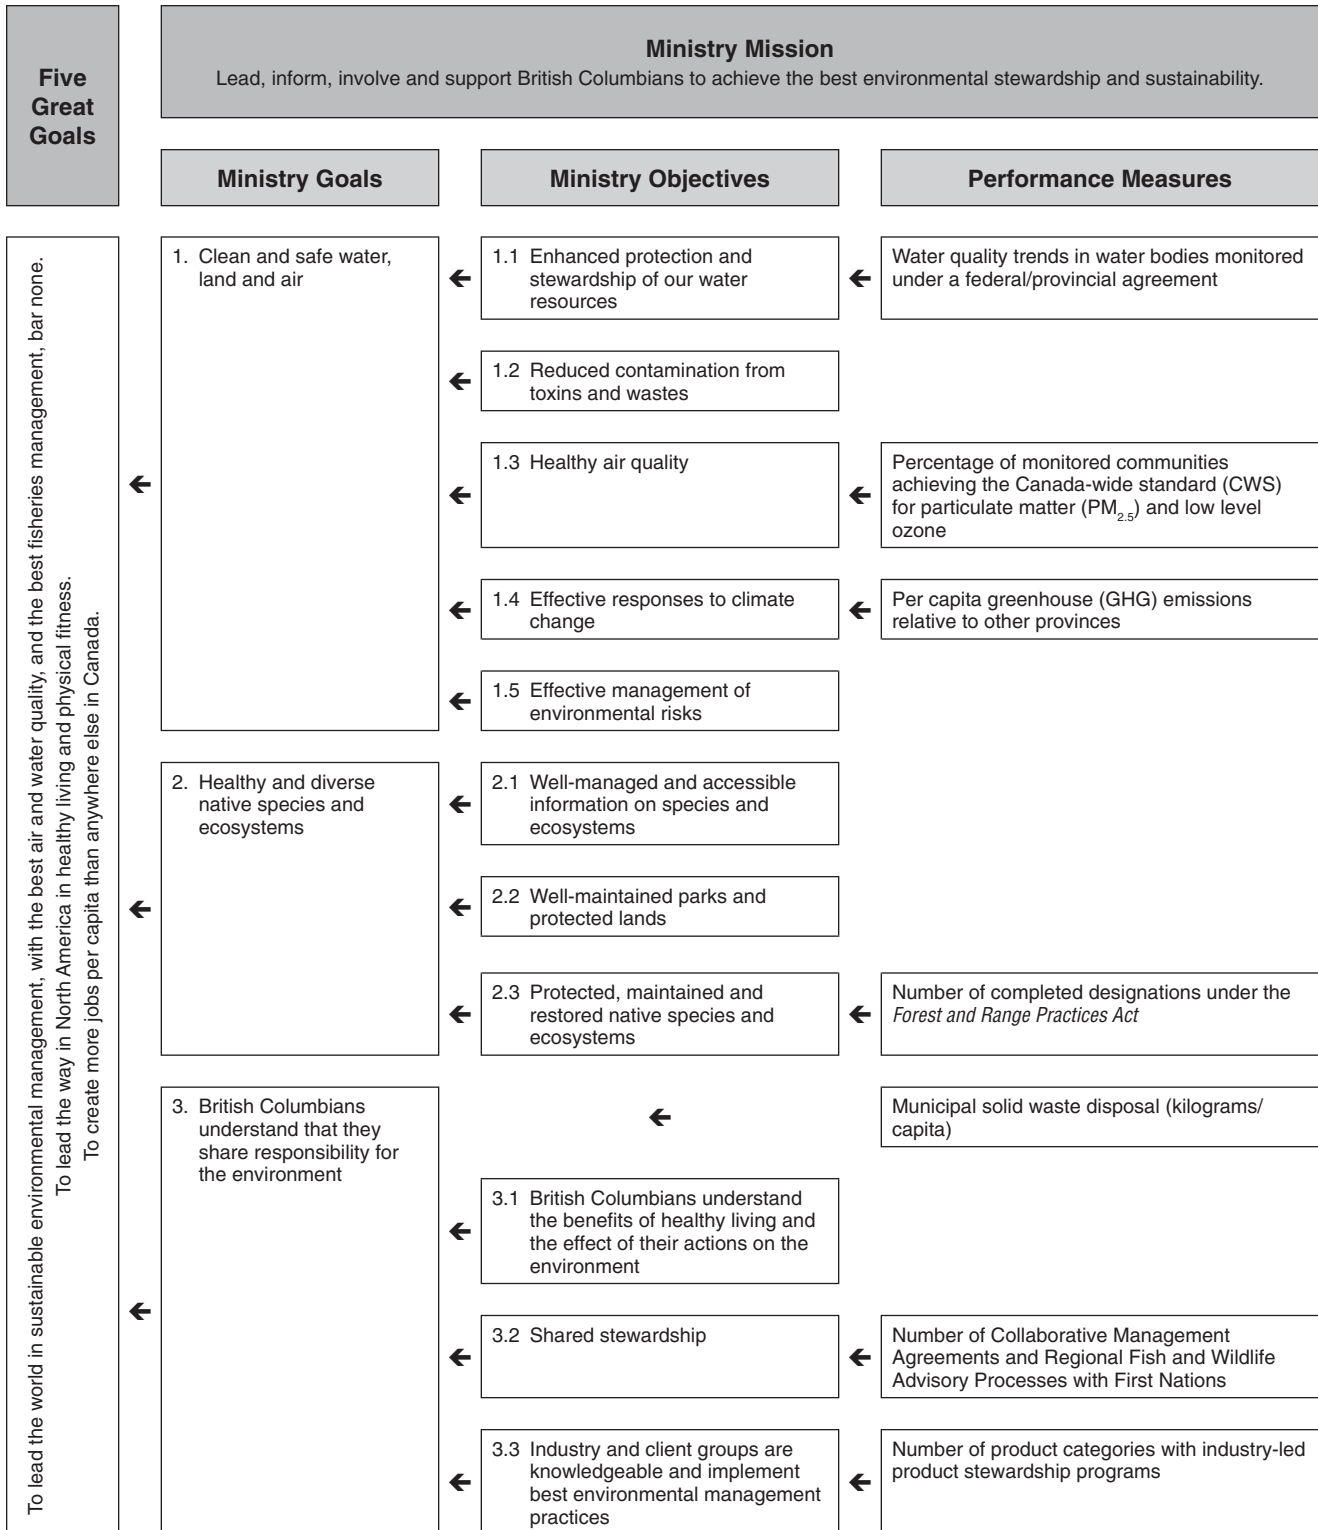 Five
Great
Goals
Ministry Mission
Lead, inform, involve and support British Columbians to achieve the best environmental stewardship and sustainability.
Ministry Goals
Ministry Objectives
Performance Measures
To lead the world in sustainable environmental management, with the best air and water quality, and the best fisheries management, bar none.
To lead the way in North America in healthy living and physical fitness.
To create more jobs per capita than anywhere else in Canada.
1. Clean and safe water,
land and air
1.1 Enhanced protection and
stewardship of our water
resources
Water quality trends in water bodies monitored
under a federal/provincial agreement
1.2 Reduced contamination from
toxins and wastes
1.3 Healthy air quality
Percentage of monitored communities
achieving the Canada-wide standard (CWS)
for particulate matter (PM2.5) and low level
ozone
1.4 Effective responses to climate
change
Per capita greenhouse (GHG) emissions
relative to other provinces
1.5 Effective management of
environmental risks
2. Healthy and diverse
native species and
ecosystems
2.1 Well-managed and accessible
information on species and
ecosystems
2.2 Well-maintained parks and
protected lands
2.3 Protected, maintained and
restored native species and
ecosystems
Number of completed designations under the
Forest and Range Practices Act
3. British Columbians
understand that they
share responsibility for
the environment
Municipal solid waste disposal (kilograms/
capita)
3.1 British Columbians understand
the benefits of healthy living and
the effect of their actions on the
environment
3.2 Shared stewardship
Number of Collaborative Management
Agreements and Regional Fish and Wildlife
Advisory Processes with First Nations
3.3 Industry and client groups are
knowledgeable and implement
best environmental management
practices
Number of product categories with industry-led
product stewardship programs